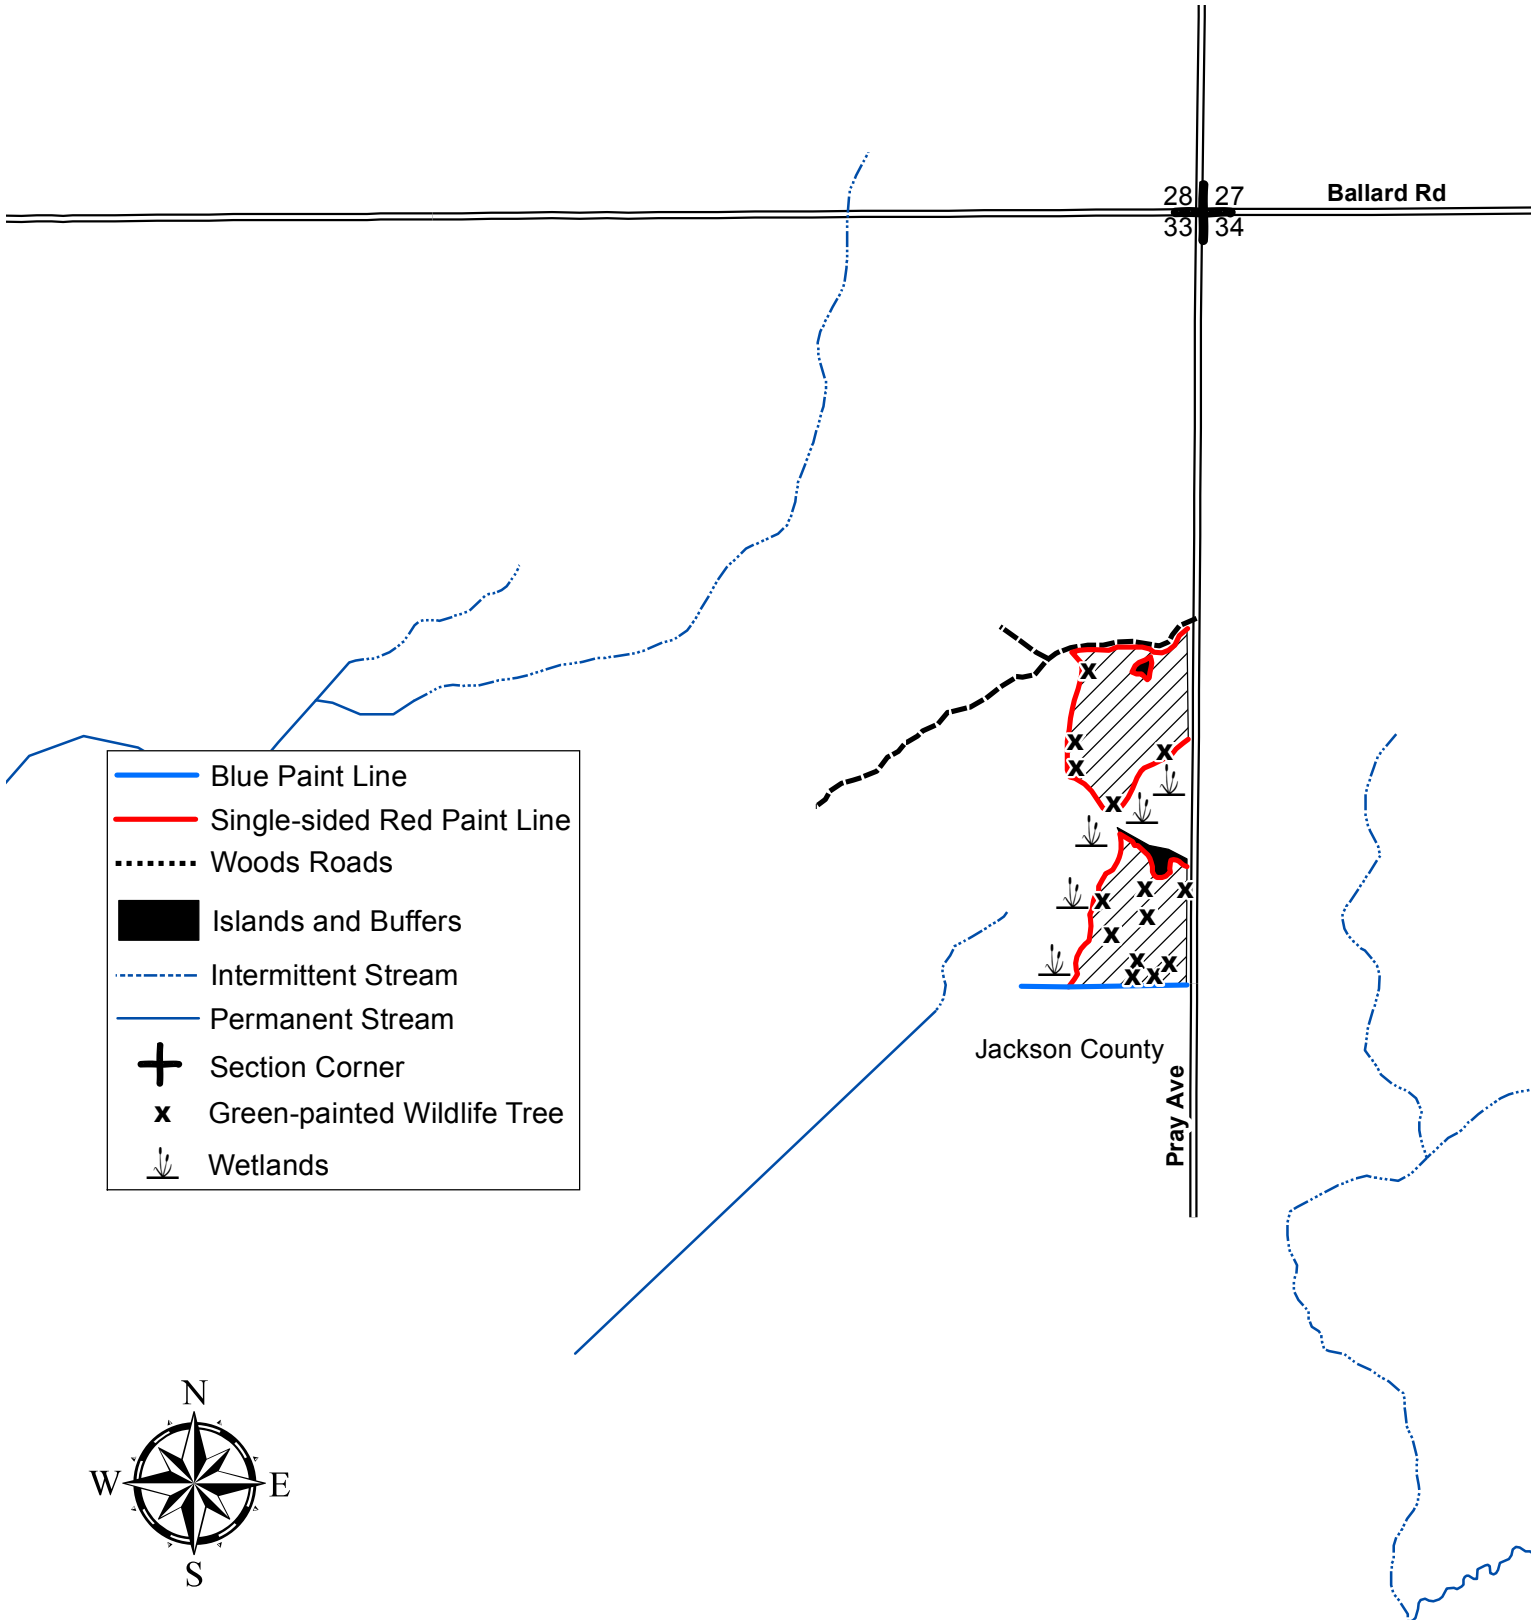 28 27
Ballard Rd
33 34
Blue Paint Line
Single-sided Red Paint Line
Woods Roads
Islands and Buffers
Intermittent Stream
Permanent Stream
Section Corner
x Green-painted Wildlife Tree
Wetlands
x
x
x
x
x
x
x
x
x
x
x
x
x
x
Jackson County
Pray Ave
N
W E
S